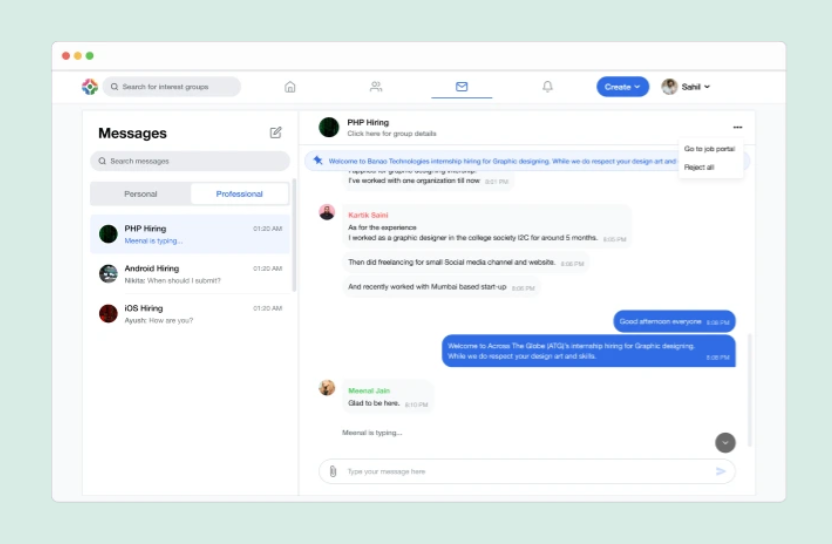 Search for interest groups
Create
Sahil
Messages
Search messages
Personal
Professional
PHP Hiring
01:20 AM
Meenal is typing...
Android Hiring
01:20 AM
Nikita: When should I submit?
iOS Hiring
01:20 AM
Ayush: How are you?
PHP Hiring
Click here for group details
Go to job portal
Reject all
Welcome to Banao Technologies internship hiring for Graphic designing. While we do respect your design art and
I applied for graphic designing internship.
I've worked with one organization till now 8:01 PM
Kartik Saini
As for the experience
I worked as a graphic designer in the college society I2C for around 5 months. 8:05 PM
Then did freelancing for small Social media channel and website. 8:06 PM
And recently worked with Mumbai based start-up 8:06 PM
Good afternoon everyone 8:08 PM
Welcome to Across The Globe (ATG)'s internship hiring for Graphic designing.
While we do respect your design art and skills. 8:08 PM
Meenal Jain
Glad to be here. 8:10 PM
Meenal is typing...
Type your message here